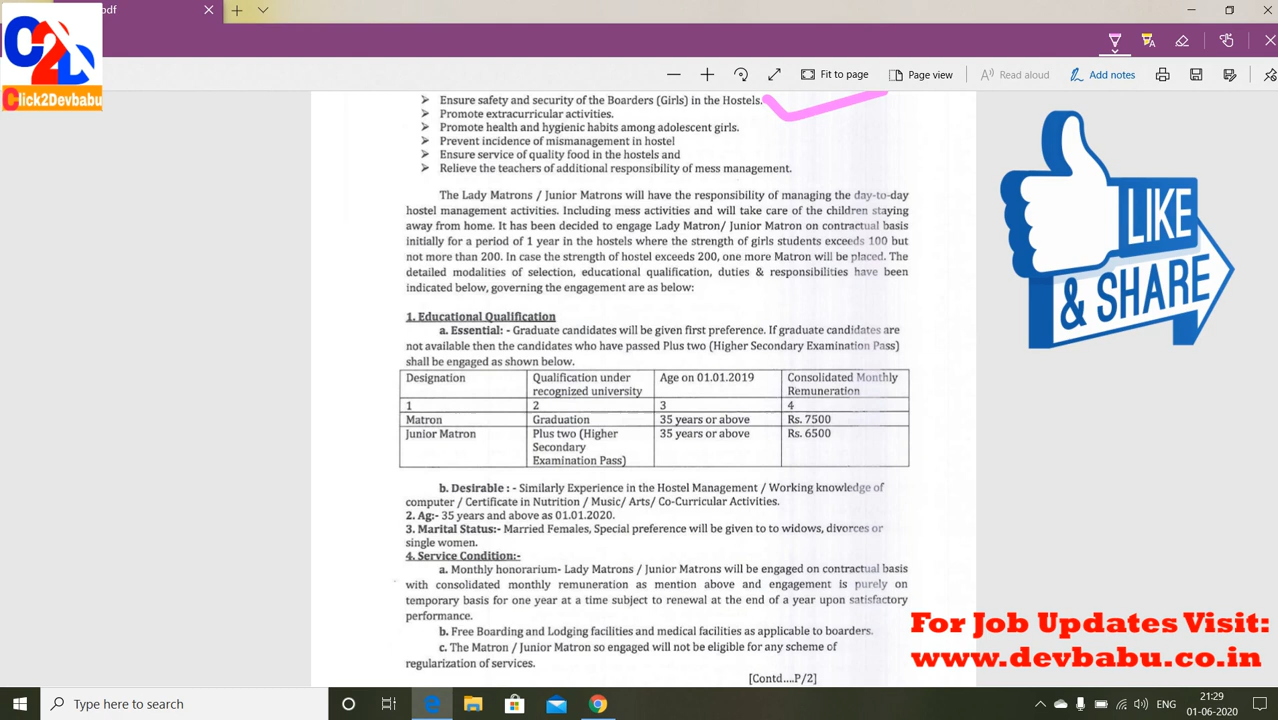 C2D
Click2Devbabu
pdf
Fit to page
Page view
Read aloud
Add notes
➢ Ensure safety and security of the Boarders (Girls) in the Hostels.
➢ Promote extracurricular activities.
➢ Promote health and hygienic habits among adolescent girls.
➢ Prevent incidence of mismanagement in hostel
➢ Ensure service of quality food in the hostels and
➢ Relieve the teachers of additional responsibility of mess management.
The Lady Matrons / Junior Matrons will have the responsibility of managing the day-to-day
hostel management activities. Including mess activities and will take care of the children staying
away from home. It has been decided to engage Lady Matron/ Junior Matron on contractual basis
initially for a period of 1 year in the hostels where the strength of girls students exceeds 100 but
not more than 200. In case the strength of hostel exceeds 200, one more Matron will be placed. The
detailed modalities of selection, educational qualification, duties & responsibilities have been
indicated below, governing the engagement are as below:
1. Educational Qualification
a. Essential: - Graduate candidates will be given first preference. If graduate candidates are
not available then the candidates who have passed Plus two (Higher Secondary Examination Pass)
shall be engaged as shown below.
Designation Qualification under recognized university Age on 01.01.2019 Consolidated Monthly Remuneration
1 2 3 4
Matron Graduation 35 years or above Rs. 7500
Junior Matron Plus two (Higher Secondary Examination Pass) 35 years or above Rs. 6500
b. Desirable : - Similarly Experience in the Hostel Management / Working knowledge of
computer / Certificate in Nutrition / Music/ Arts/ Co-Curricular Activities.
2. Ag:- 35 years and above as 01.01.2020.
3. Marital Status:- Married Females, Special preference will be given to to widows, divorces or
single women.
4. Service Condition:-
a. Monthly honorarium- Lady Matrons / Junior Matrons will be engaged on contractual basis
with consolidated monthly remuneration as mention above and engagement is purely on
temporary basis for one year at a time subject to renewal at the end of a year upon satisfactory
performance.
b. Free Boarding and Lodging facilities and medical facilities as applicable to boarders.
c. The Matron / Junior Matron so engaged will not be eligible for any scheme of
regularization of services.
[Contd....P/2]
LIKE
& SHARE
For Job Updates Visit:
www.devbabu.co.in
Type here to search
ENG
21:29
01-06-2020